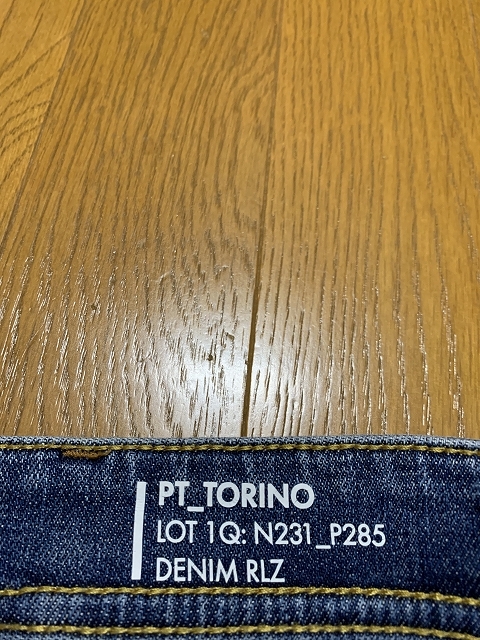 PT_TORINO
LOT 1Q: N231_P285
DENIM RLZ